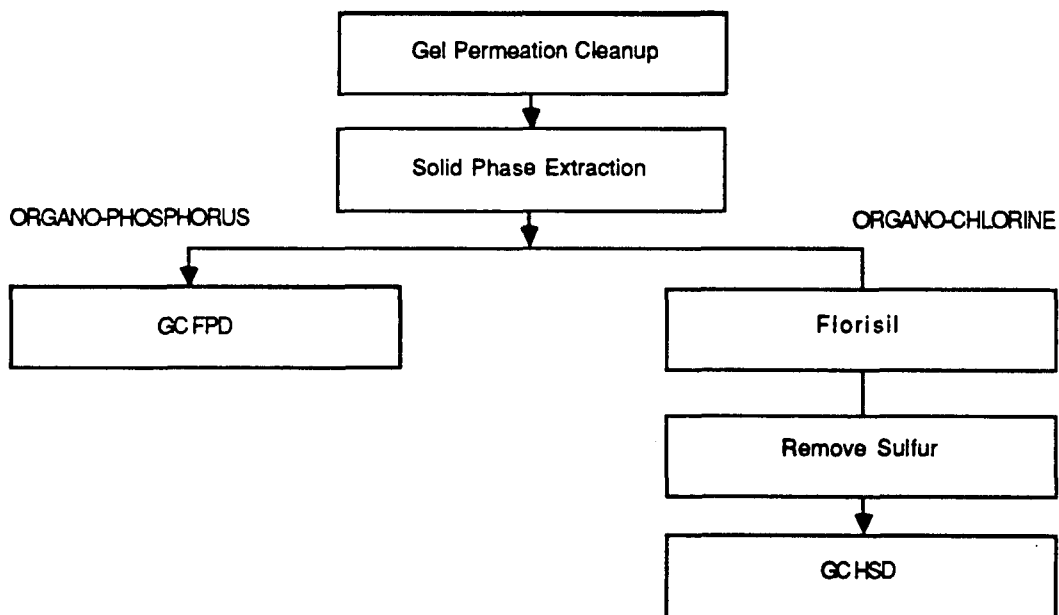 Gel Permeation Cleanup
Solid Phase Extraction
ORGANO-PHOSPHORUS
ORGANO-CHLORINE
GC FPD
Florisil
Remove Sulfur
GC HSD